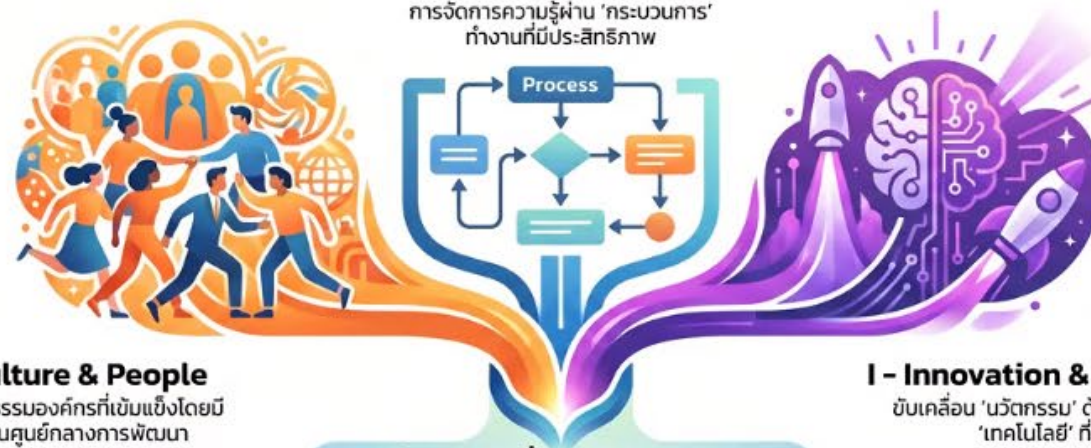 การจัดการความรู้ผ่าน ‘กระบวนการ’
ทำงานที่มีประสิทธิภาพ
Process
lture & People
รรมองค์กรที่เข้มแข็งโดยมี
นศูนย์กลางการพัฒนา
I – Innovation &
ขับเคลื่อน ‘นวัตกรรม’
‘เทคโนโลยี’ ที่